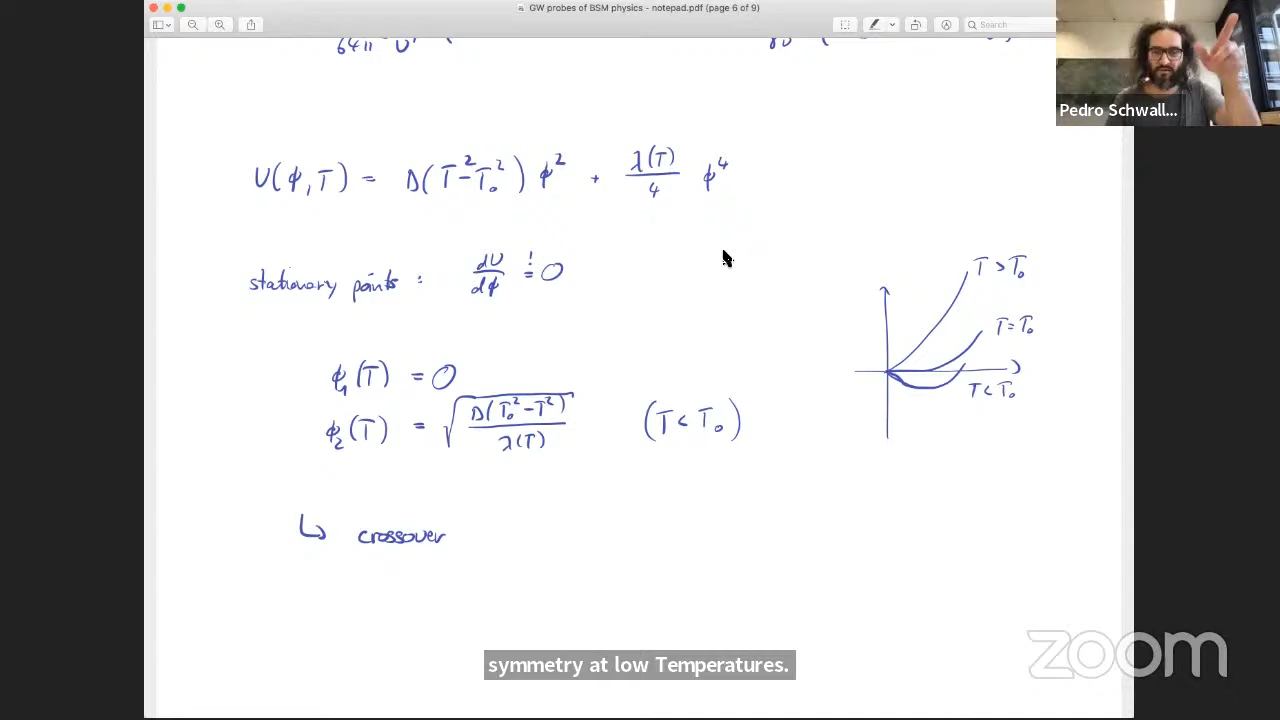 GW probes of BSM physics - notepad.pdf (page 6 of 9)
Search
Pedro Schwall...
U(φ,T) = D(T² - T₀²) φ² + λ(T)/4 φ⁴
stationary points : dU/dφ != 0
T > T₀
T = T₀
T < T₀
φ₁(T) = 0
φ₂(T) = √(D(T₀² - T²)/λ(T)) (T < T₀)
↳ crossover
symmetry at low Temperatures.
zoom